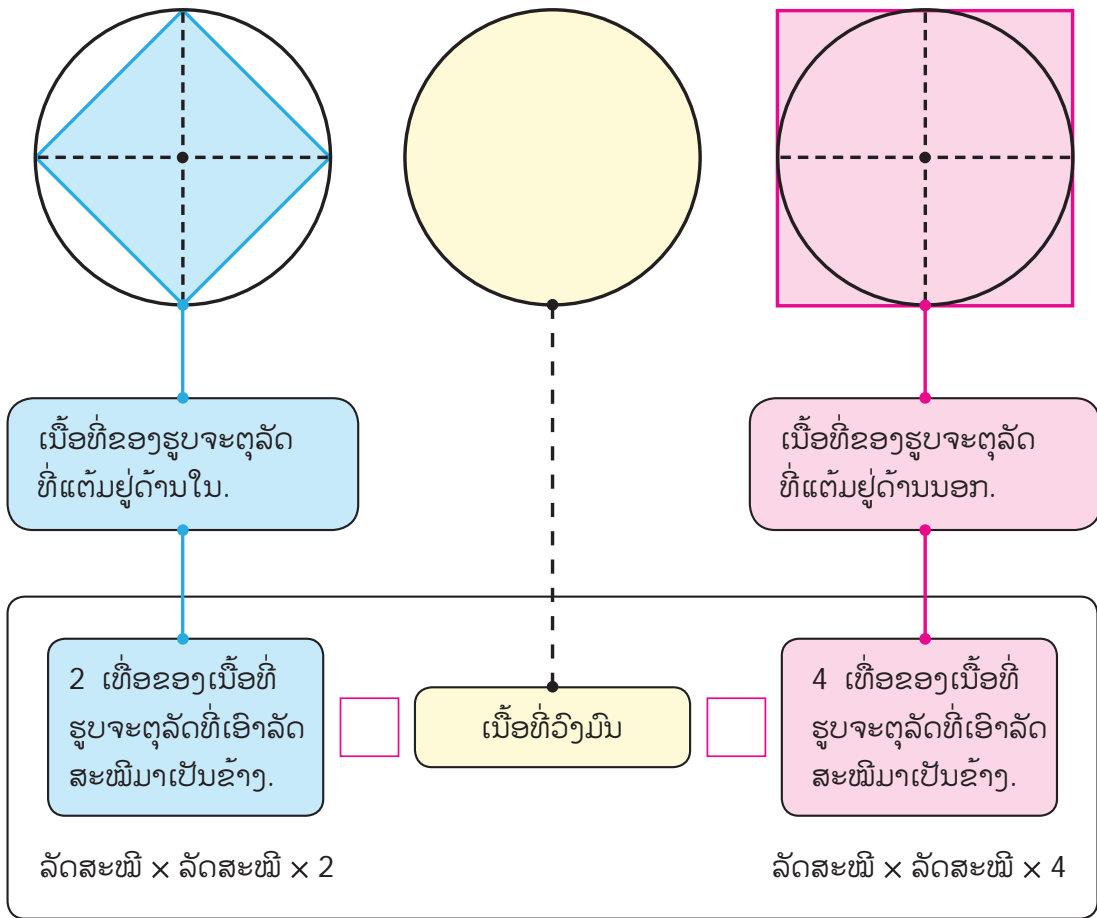 ເນື້ອທີ່ຂອງຮູບຈະຕຸລັດ
ທີ່ແຕ້ມຢູ່ດ້ານໃນ.
ເນື້ອທີ່ຂອງຮູບຈະຕຸລັດ
ທີ່ແຕ້ມຢູ່ດ້ານນອກ.
2 ເທື່ອຂອງເນື້ອທີ່
ຮູບຈະຕຸລັດທີ່ເອົາລັດ
ສະໝີມາເປັນຂ້າງ.
ເນື້ອທີ່ວົງມົນ
4 ເທື່ອຂອງເນື້ອທີ່
ຮູບຈະຕຸລັດທີ່ເອົາລັດ
ສະໝີມາເປັນຂ້າງ.
ລັດສະໝີ × ລັດສະໝີ × 2
ລັດສະໝີ × ລັດສະໝີ × 4